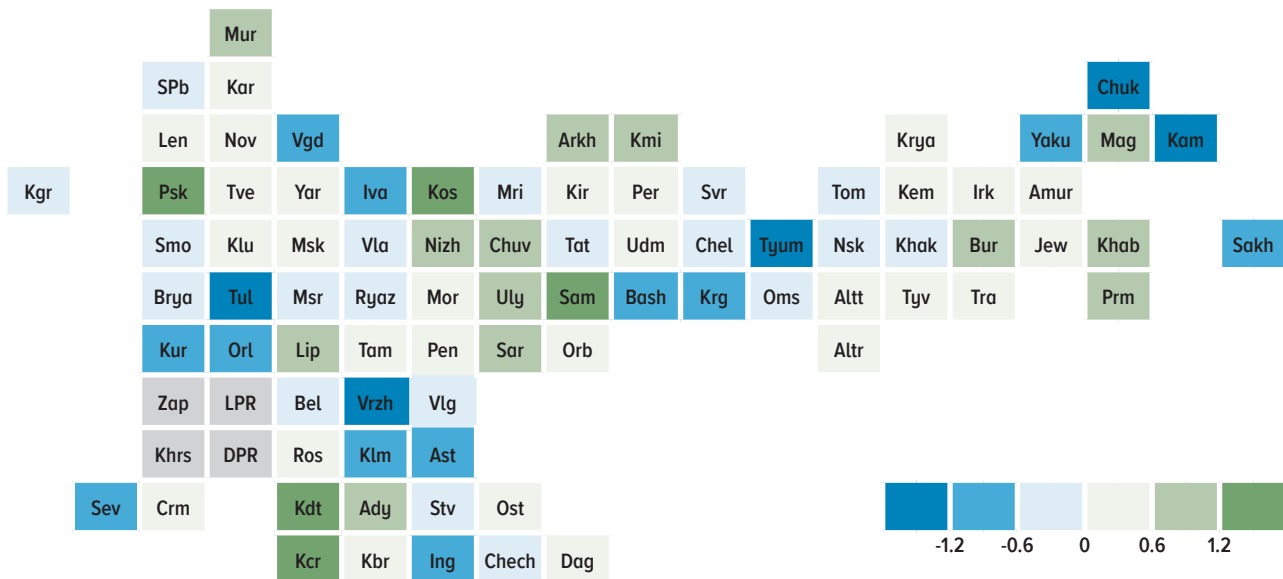 Mur
SPb Kar Chuk
Len Nov Vgd Arkh Kmi Krya Yaku Mag Kam
Kgr Psk Tve Yar Iva Kos Mri Kir Per Svr Tom Kem Irk Amur
Smo Klu Msk Vla Nizh Chuv Tat Udm Chel Tyum Nsk Khak Bur Jew Khab Sakh
Brya Tul Msr Ryaz Mor Uly Sam Bash Krg Oms Altt Tyv Tra Prm
Kur Orl Lip Tam Pen Sar Orb Altr
Zap LPR Bel Vrzh Vlg
Khrs DPR Ros Klm Ast
Sev Crm Kdt Ady Stv Ost
Kcr Kbr Ing Chech Dag
-1.2 -0.6 0 0.6 1.2